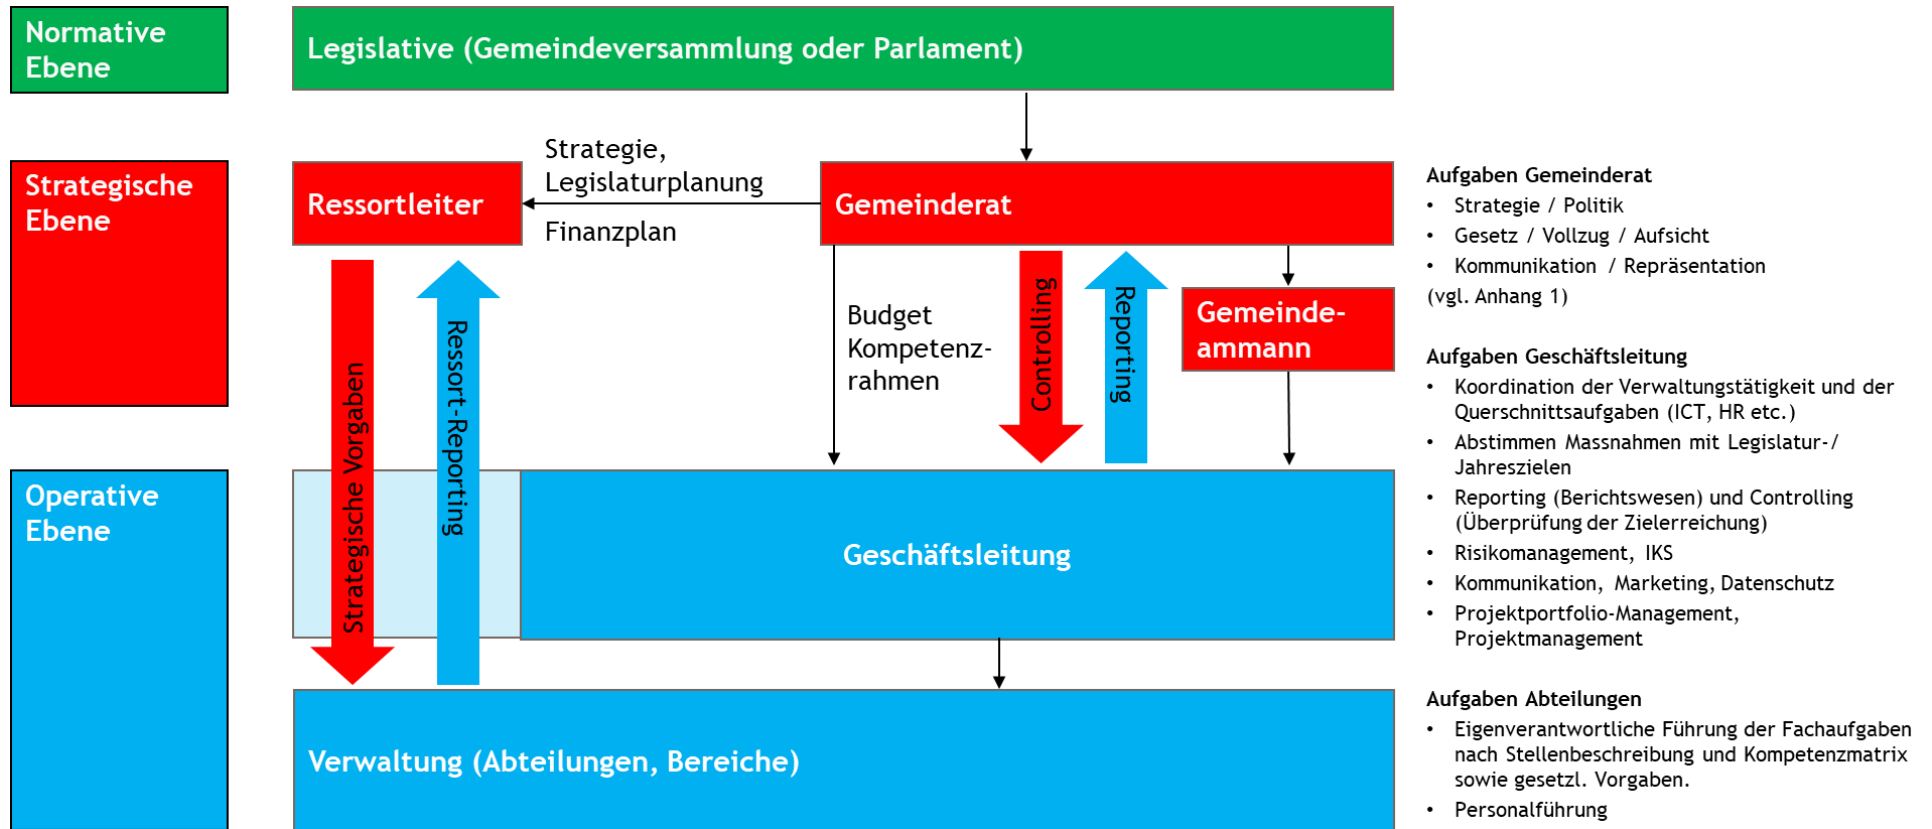 Normative
Ebene
Legislative (Gemeindeversammlung oder Parlament)
Strategische
Ebene
Ressortleiter
Strategie,
Legislaturplanung
Finanzplan
Gemeinderat
Budget
Kompetenz-
rahmen
Controlling
Reporting
Gemeinde-
ammann
Strategische Vorgaben
Ressort-Reporting
Operative
Ebene
Geschäftsleitung
Verwaltung (Abteilungen, Bereiche)
Aufgaben Gemeinderat
• Strategie / Politik
• Gesetz / Vollzug / Aufsicht
• Kommunikation / Repräsentation
(vgl. Anhang 1)
Aufgaben Geschäftsleitung
• Koordination der Verwaltungstätigkeit und der
Querschnittsaufgaben (ICT, HR etc.)
• Abstimmen Massnahmen mit Legislatur-/
Jahreszielen
• Reporting (Berichtswesen) und Controlling
(Überprüfung der Zielerreichung)
• Risikomanagement, IKS
• Kommunikation, Marketing, Datenschutz
• Projektportfolio-Management,
Projektmanagement
Aufgaben Abteilungen
• Eigenverantwortliche Führung der Fachaufgaben
nach Stellenbeschreibung und Kompetenzmatrix
sowie gesetzl. Vorgaben.
• Personalführung